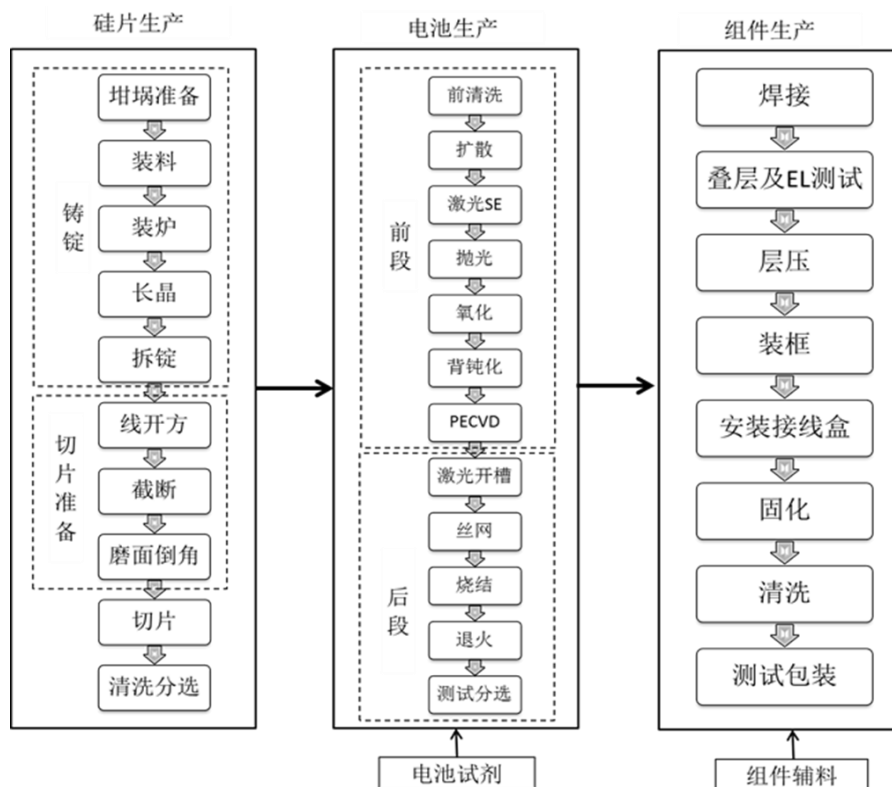 硅片生产
铸锭
坩埚准备
装料
装炉
长晶
拆锭
切片准备
线开方
截断
磨面倒角
切片
清洗分选
电池生产
前段
前清洗
扩散
激光SE
抛光
氧化
背钝化
PECVD
后段
激光开槽
丝网
烧结
退火
测试分选
电池试剂
组件生产
焊接
叠层及EL测试
层压
装框
安装接线盒
固化
清洗
测试包装
组件辅料